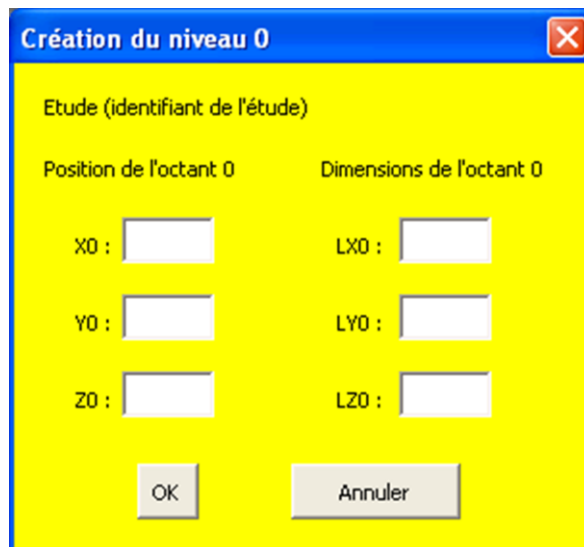 Création du niveau 0
Etude (identifiant de l'étude)
Position de l'octant 0 Dimensions de l'octant 0
X0 : LX0 :
Y0 : LY0 :
Z0 : LZ0 :
OK Annuler